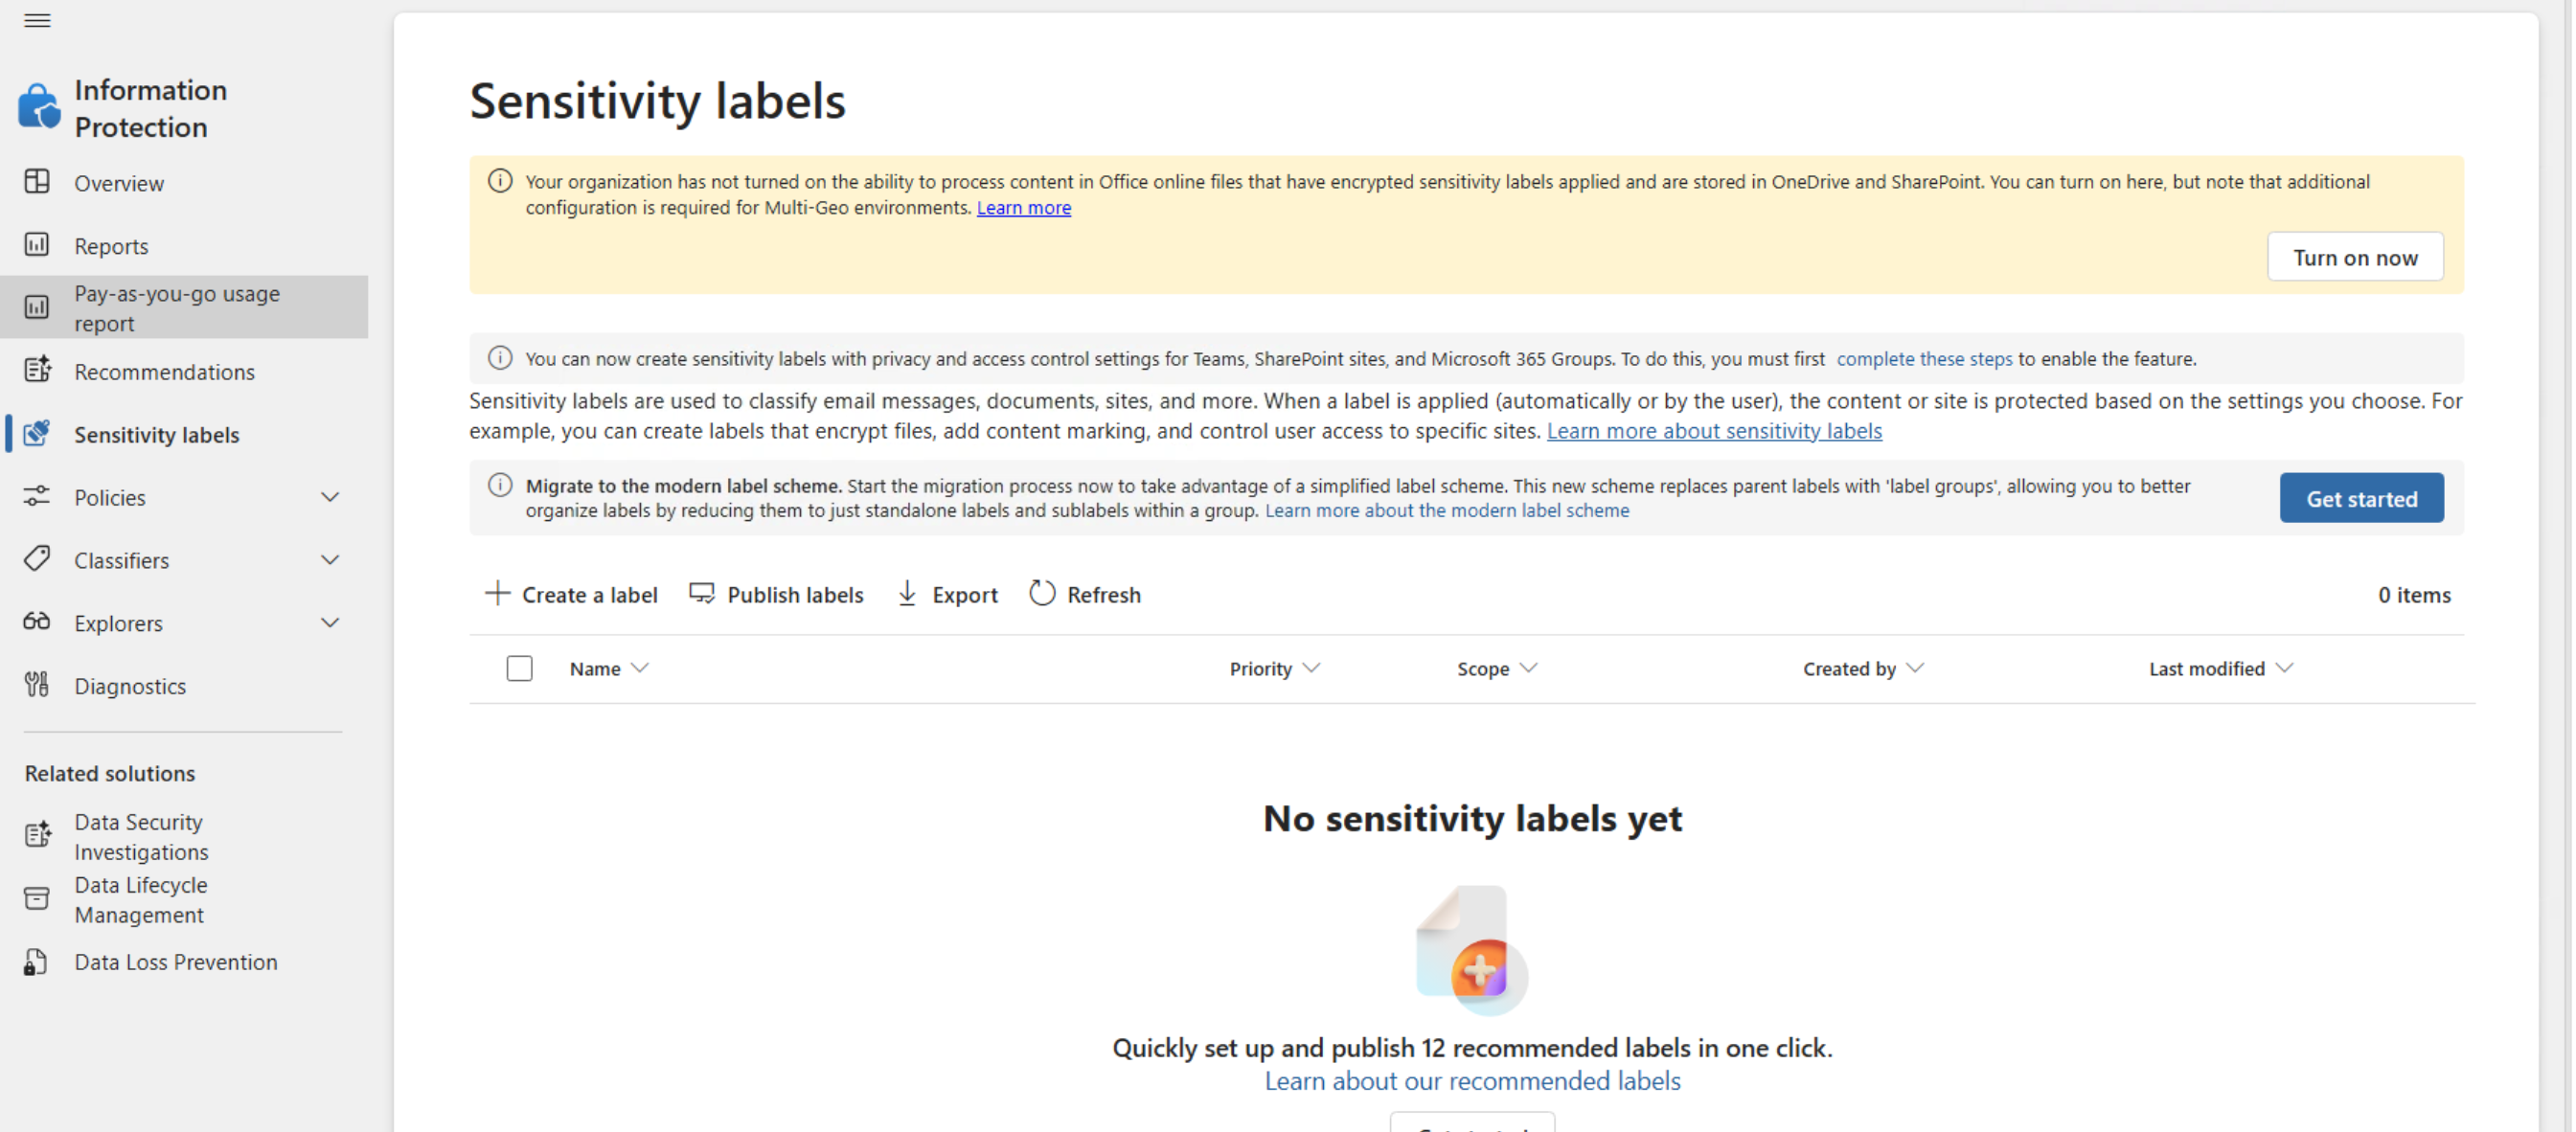 Information
Protection
Overview
Reports
Pay-as-you-go usage
report
Recommendations
Sensitivity labels
Policies
Classifiers
Explorers
Diagnostics
Related solutions
Data Security
Investigations
Data Lifecycle
Management
Data Loss Prevention
Sensitivity labels
Your organization has not turned on the ability to process content in Office online files that have encrypted sensitivity labels applied and are stored in OneDrive and SharePoint. You can turn on here, but note that additional
configuration is required for Multi-Geo environments. Learn more
Turn on now
You can now create sensitivity labels with privacy and access control settings for Teams, SharePoint sites, and Microsoft 365 Groups. To do this, you must first complete these steps to enable the feature.
Sensitivity labels are used to classify email messages, documents, sites, and more. When a label is applied (automatically or by the user), the content or site is protected based on the settings you choose. For
example, you can create labels that encrypt files, add content marking, and control user access to specific sites. Learn more about sensitivity labels
Migrate to the modern label scheme. Start the migration process now to take advantage of a simplified label scheme. This new scheme replaces parent labels with 'label groups', allowing you to better
organize labels by reducing them to just standalone labels and sublabels within a group. Learn more about the modern label scheme
Get started
Create a label Publish labels Export Refresh 0 items
Name Priority Scope Created by Last modified
No sensitivity labels yet
Quickly set up and publish 12 recommended labels in one click.
Learn about our recommended labels